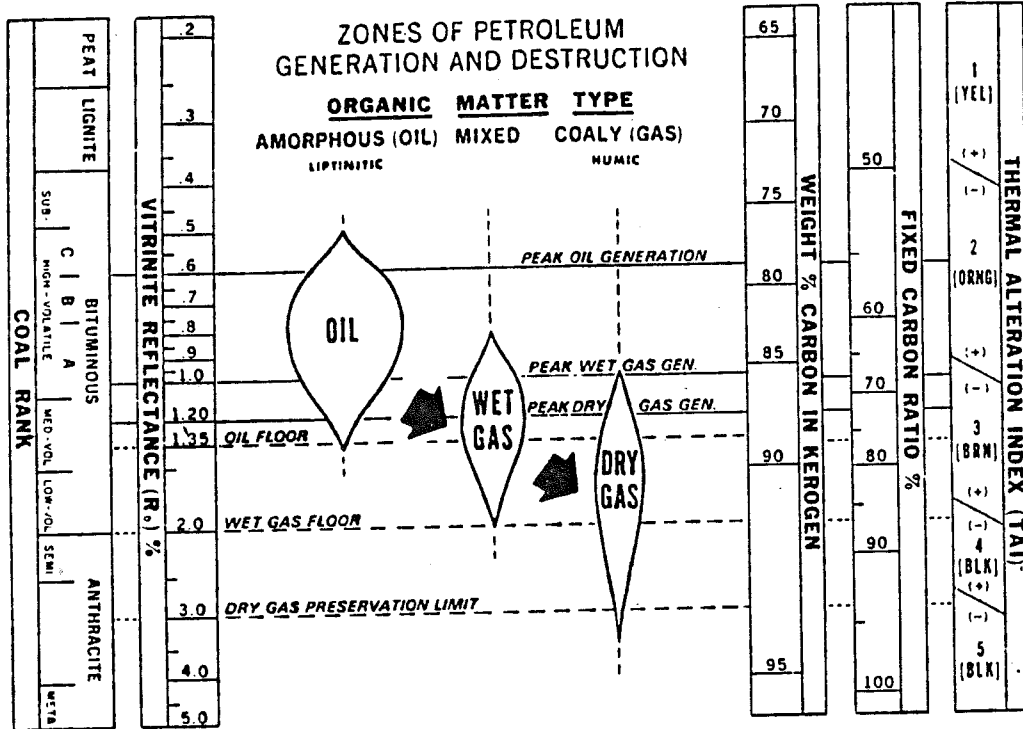 ZONES OF PETROLEUM
GENERATION AND DESTRUCTION
ORGANIC MATTER TYPE
AMORPHOUS (OIL) MIXED COALY (GAS)
LIPTINITIC HUMIC
COAL RANK
PEAT
LIGNITE
BITUMINOUS
ANTHRACITE
SUB-
C
B
A
HIGH-VOLATILE
MED-VOL
LOW-VOL
SEMI
META
VITRINITE REFLECTANCE (Ro) %
.2
.3
.4
.5
.6
.7
.8
.9
1.0
1.20
1.35
2.0
3.0
4.0
5.0
PEAK OIL GENERATION
OIL
PEAK WET GAS GEN.
WET
GAS
PEAK DRY GAS GEN.
OIL FLOOR
DRY
GAS
WET GAS FLOOR
DRY GAS PRESERVATION LIMIT
65
70
75
80
85
90
95
WEIGHT % CARBON IN KEROGEN
50
60
70
80
90
100
FIXED CARBON RATIO %
1
[YEL]
(+)
(-)
2
[ORNG]
(+)
(-)
3
[BRN]
(+)
(-)
4
[BLK]
(+)
(-)
5
[BLK]
THERMAL ALTERATION INDEX (TAI)